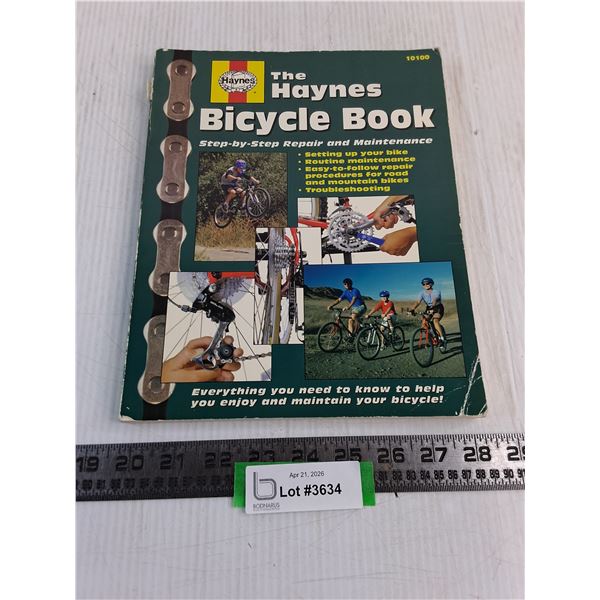 10100
Haynes
The
Haynes
Bicycle Book
Step-by-Step Repair and Maintenance
• Setting up your bike
• Routine maintenance
• Easy-to-follow repair
procedures for road
and mountain bikes
• Troubleshooting
Everything you need to know to help
you enjoy and maintain your bicycle!
19 20 21 22 23 24 25 26 27 28 29
Apr 21, 2026
Lot #3634
BODNARUS